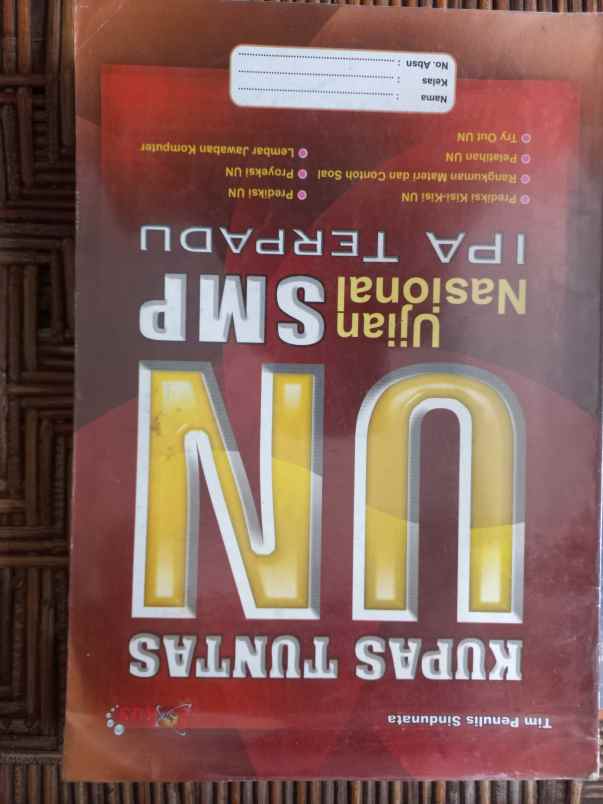 Tim Penulis Sindunata
KUPAS TUNTAS
UN
Ujian
Nasional
SMP
IPA TERPADU
Prediksi Kisi-Kisi UN
Rangkuman Materi dan Contoh Soal
Pelatihan UN
Try Out UN
Prediksi UN
Proyeksi UN
Lembar Jawaban Komputer
Nama :
Kelas :
No. Absn :